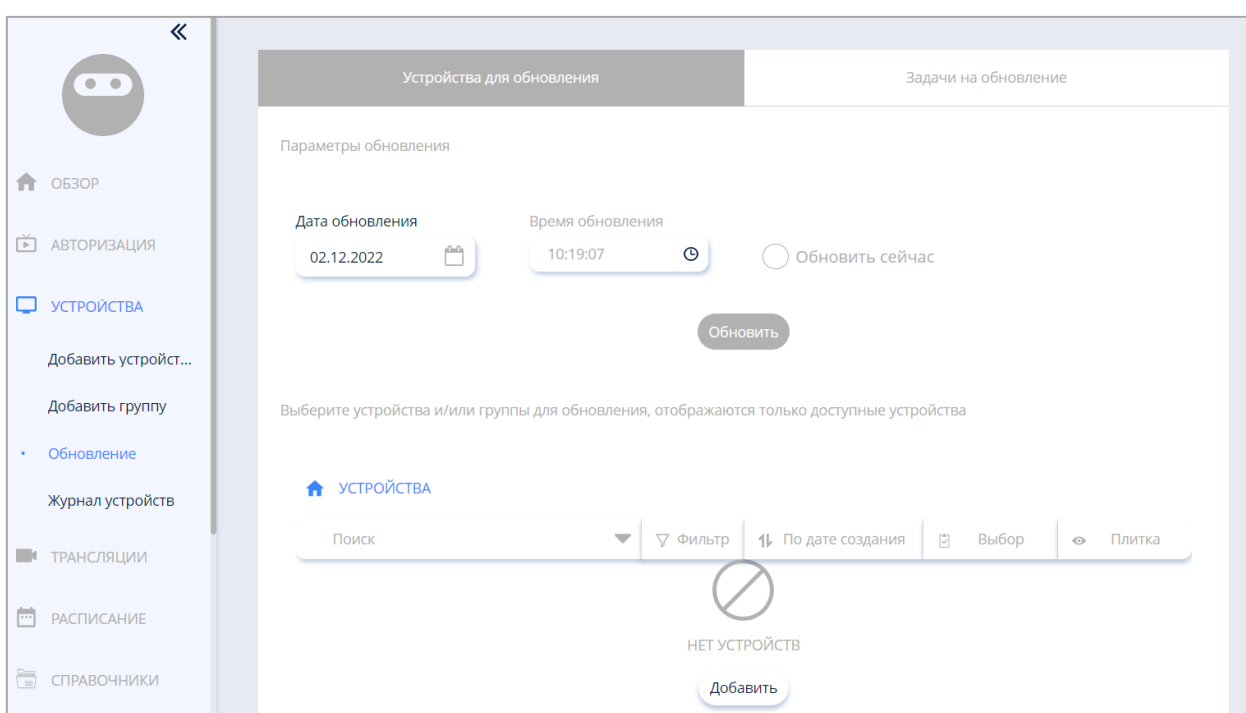 ОБЗОР
АВТОРИЗАЦИЯ
УСТРОЙСТВА
Добавить устройст...
Добавить группу
Обновление
Журнал устройств
ТРАНСЛЯЦИИ
РАСПИСАНИЕ
СПРАВОЧНИКИ
Устройства для обновления
Задачи на обновление
Параметры обновления
Дата обновления
Время обновления
02.12.2022
10:19:07
Обновить сейчас
Обновить
Выберите устройства и/или группы для обновления, отображаются только доступные устройства
УСТРОЙСТВА
Поиск
Фильтр
По дате создания
Выбор
Плитка
НЕТ УСТРОЙСТВ
Добавить